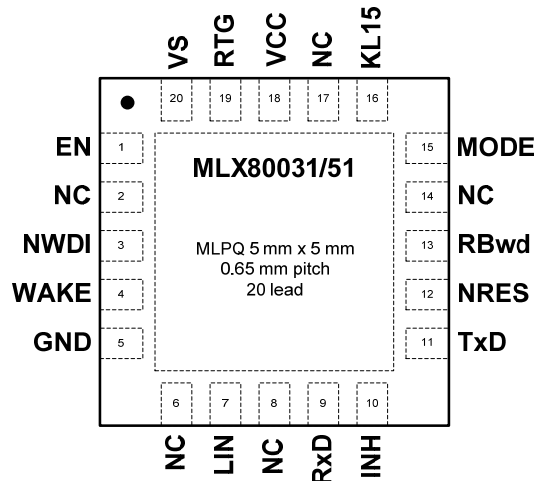 VS
RTG
VCC
NC
KL15
20
19
18
17
16
EN
1
MLX80031/51
15
MODE
NC
2
14
NC
NWDI
3
MLPQ 5 mm x 5 mm
0.65 mm pitch
20 lead
13
RBwd
WAKE
4
12
NRES
GND
5
11
TxD
6
7
8
9
10
NC
LIN
NC
RxD
INH